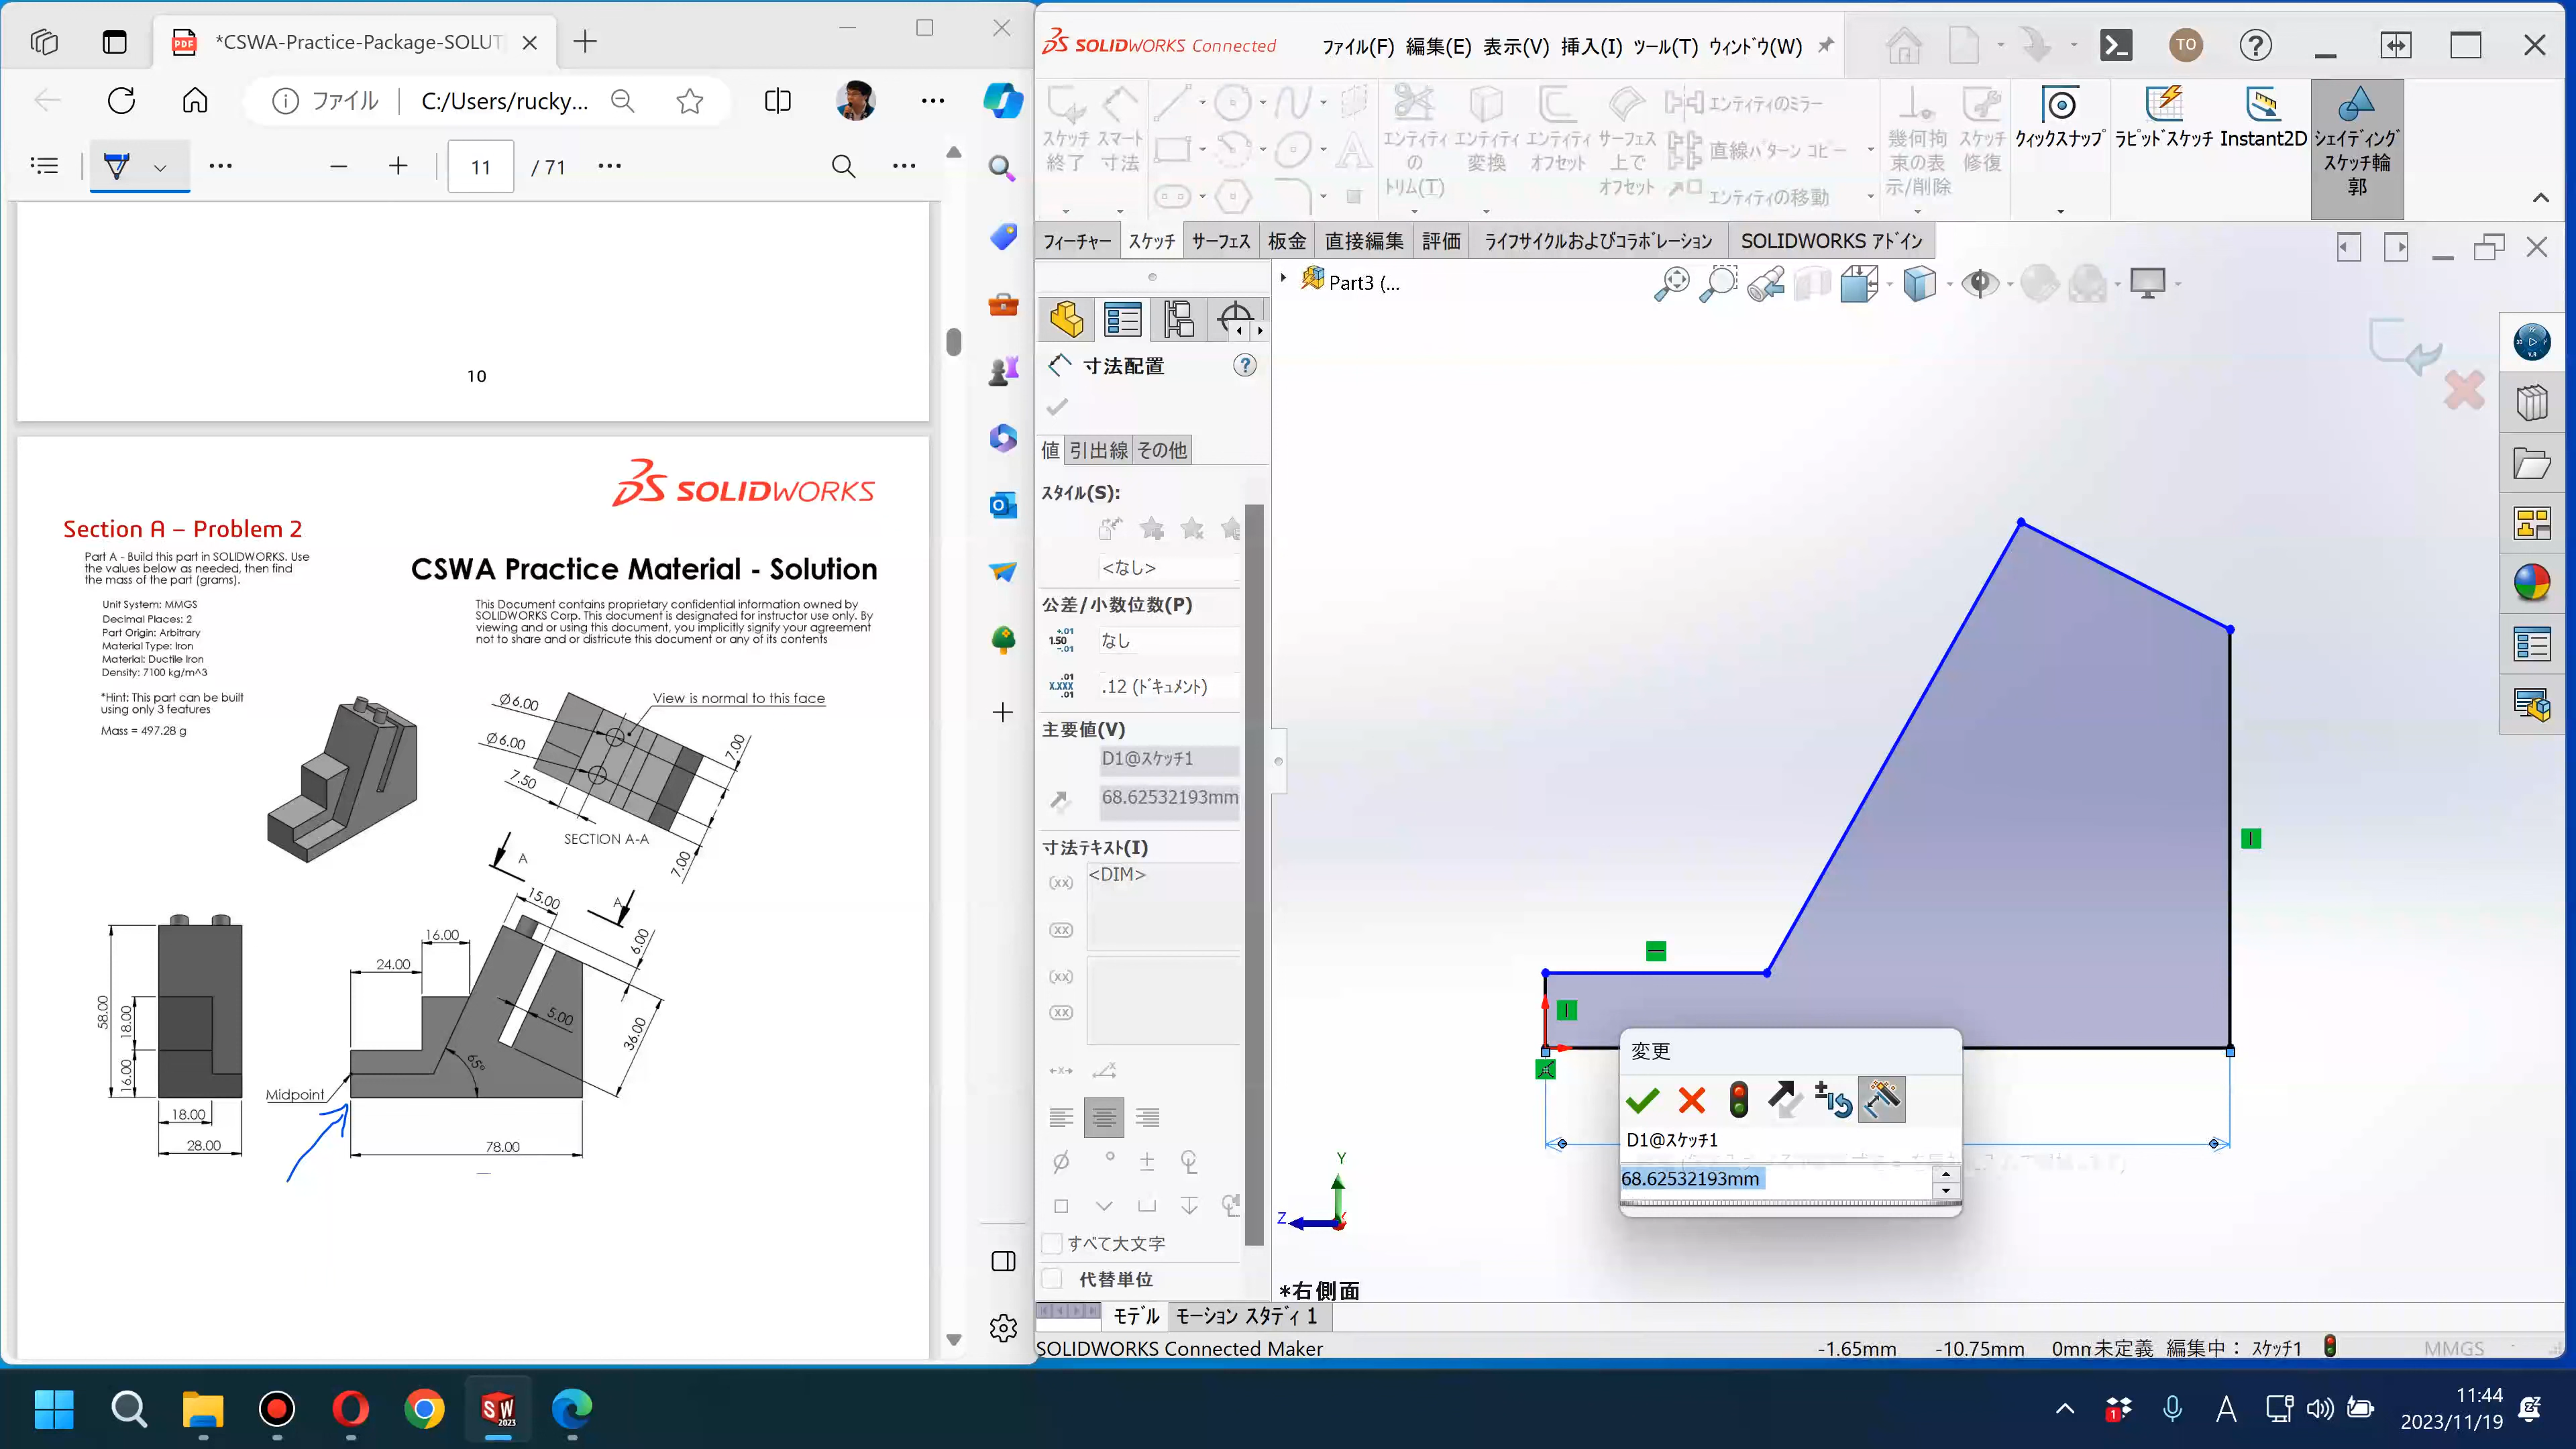 *CSWA-Practice-Package-SOLUT
ファイル
C:/Users/rucky...
11
/ 71
10
SOLIDWORKS
Section A – Problem 2
Part A - Build this part in SOLIDWORKS. Use
the values below as needed, then find
the mass of the part (grams).
CSWA Practice Material - Solution
Unit System: MMGS
Decimal Places: 2
Part Origin: Arbitrary
Material Type: Iron
Material: Ductile Iron
Density: 7100 kg/m^3
This Document contains proprietary confidential information owned by
SOLIDWORKS Corp. This document is designated for instructor use only. By
viewing and or using this document, you implicitly signify your agreement
not to share and or districute this document or any of its contents
*Hint: This part can be built
using only 3 features
Mass = 497.28 g
Ø6.00
View is normal to this face
Ø6.00
7.00
7.50
SECTION A-A
7.00
A
A
15.00
16.00
6.00
24.00
58.00
18.00
5.00
36.00
65°
16.00
Midpoint
18.00
28.00
78.00
SOLIDWORKS Connected
ファイル(F) 編集(E) 表示(V) 挿入(I) ツール(T) ウィンドウ(W)
TO
スケッチ終了
スマート寸法
エンティティのトリム(T)
エンティティ変換
エンティティオフセット
サーフェス上でオフセット
エンティティのミラー
直線パターン コピー
エンティティの移動
幾何拘束の表示/削除
スケッチ修復
クイックスナップ
ラピッドスケッチ
Instant2D
シェイディングスケッチ輪郭
フィーチャー スケッチ サーフェス 板金 直接編集 評価 ライフサイクルおよびコラボレーション SOLIDWORKS アドイン
Part3 (...
寸法配置
値 引出線 その他
スタイル(S):
<なし>
公差/小数位数(P)
なし
.12 (ドキュメント)
主要値(V)
D1@スケッチ1
68.62532193mm
寸法テキスト(I)
<DIM>
すべて大文字
代替単位
変更
D1@スケッチ1
68.62532193mm
Y
Z
*右側面
モデル モーション スタディ 1
SOLIDWORKS Connected Maker
-1.65mm -10.75mm 0mm 未定義 編集中： スケッチ1
MMGS
SW
2023
1
A
11:44
2023/11/19